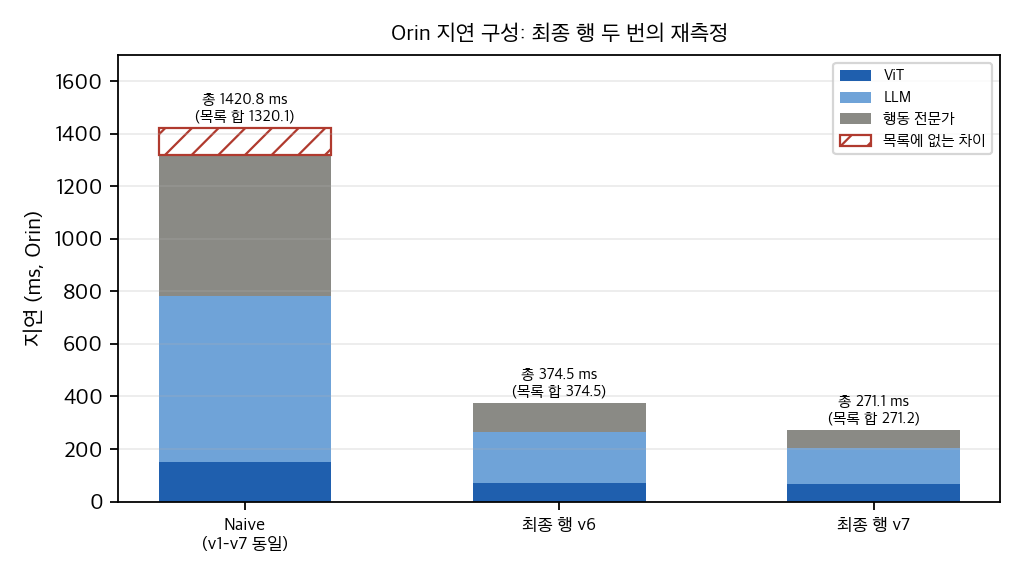 Orin 지연 구성: 최종 행 두 번의 재측정
지연 (ms, Orin)
1600
1400
1200
1000
800
600
400
200
0
총 1420.8 ms
(목록 합 1320.1)
총 374.5 ms
(목록 합 374.5)
총 271.1 ms
(목록 합 271.2)
ViT
LLM
행동 전문가
목록에 없는 차이
Naive
(v1-v7 동일)
최종 행 v6
최종 행 v7